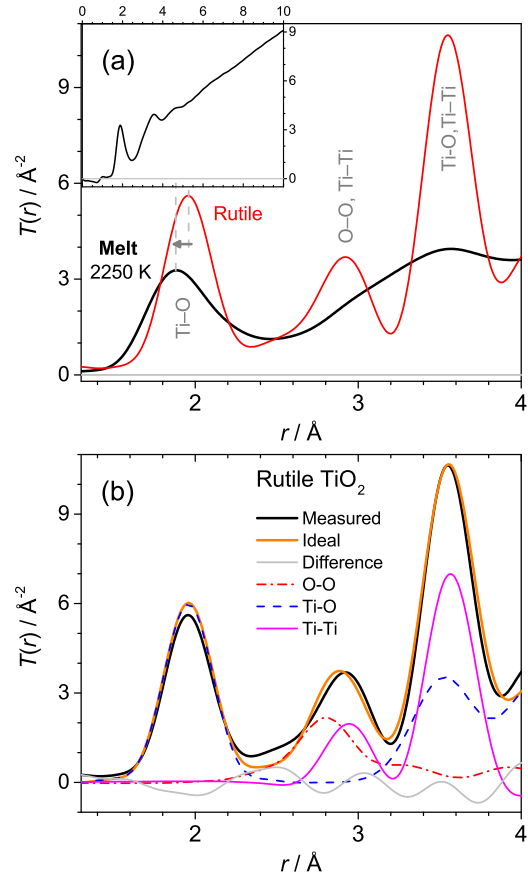 0 2 4 6 8 10
(a)
9
6
3
0
9
6
3
0
T(r) / Å⁻²
Rutile
Melt
2250 K
Ti–O
O–O, Ti–Ti
Ti-O,Ti–Ti
2 3 4
r / Å
(b)
Rutile TiO₂
Measured
Ideal
Difference
O-O
Ti-O
Ti-Ti
9
6
3
0
T(r) / Å⁻²
2 3 4
r / Å